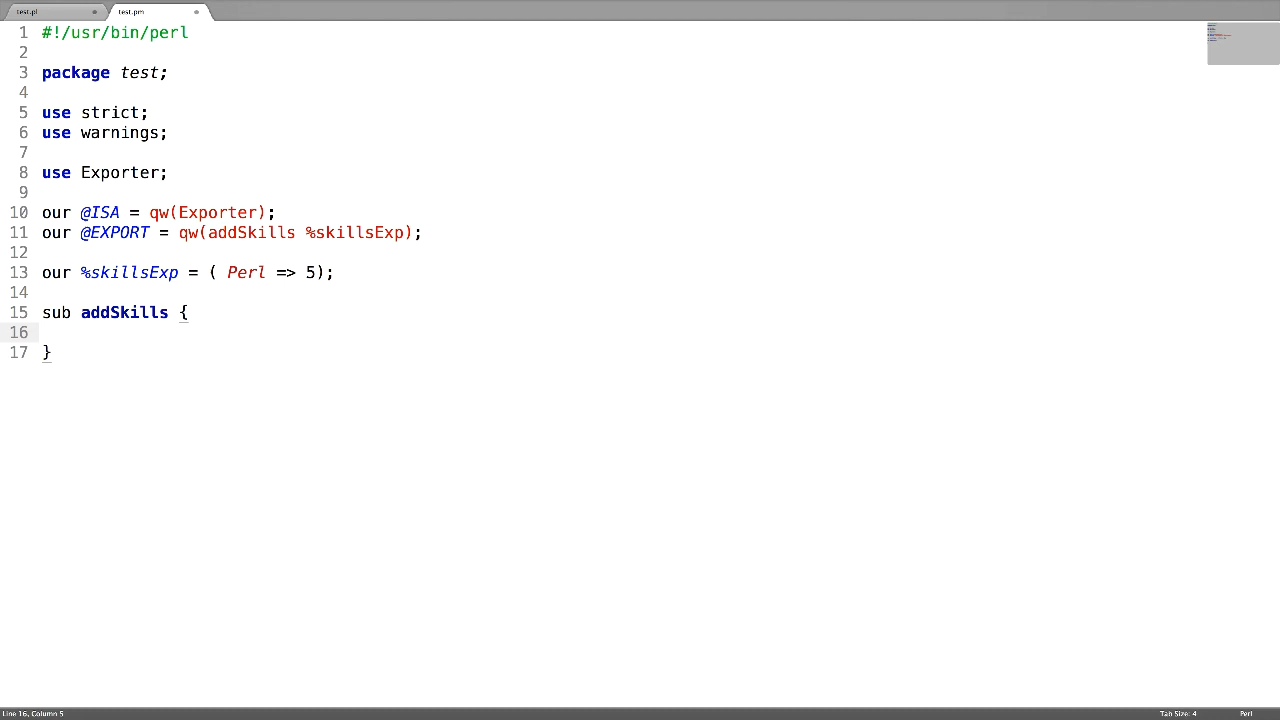 test.pl
test.pm
1 #!/usr/bin/perl
2
3 package test;
4
5 use strict;
6 use warnings;
7
8 use Exporter;
9
10 our @ISA = qw(Exporter);
11 our @EXPORT = qw(addSkills %skillsExp);
12
13 our %skillsExp = ( Perl => 5);
14
15 sub addSkills {
16
17 }
Line 16, Column 5
Tab Size: 4
Perl